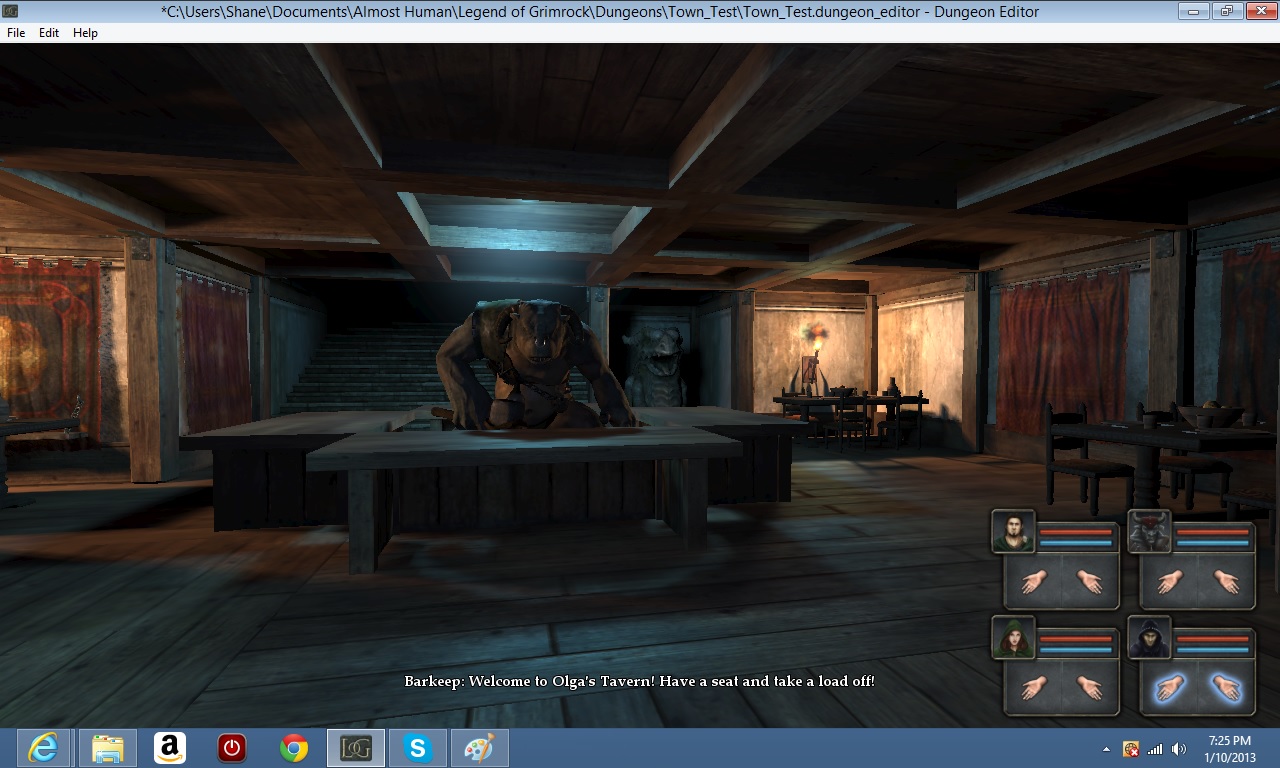 *C:\Users\Shane\Documents\Almost Human\Legend of Grimrock\Dungeons\Town_Test\Town_Test.dungeon_editor - Dungeon Editor
File Edit Help
Barkeep: Welcome to Olga's Tavern! Have a seat and take a load off!
7:25 PM
1/10/2013